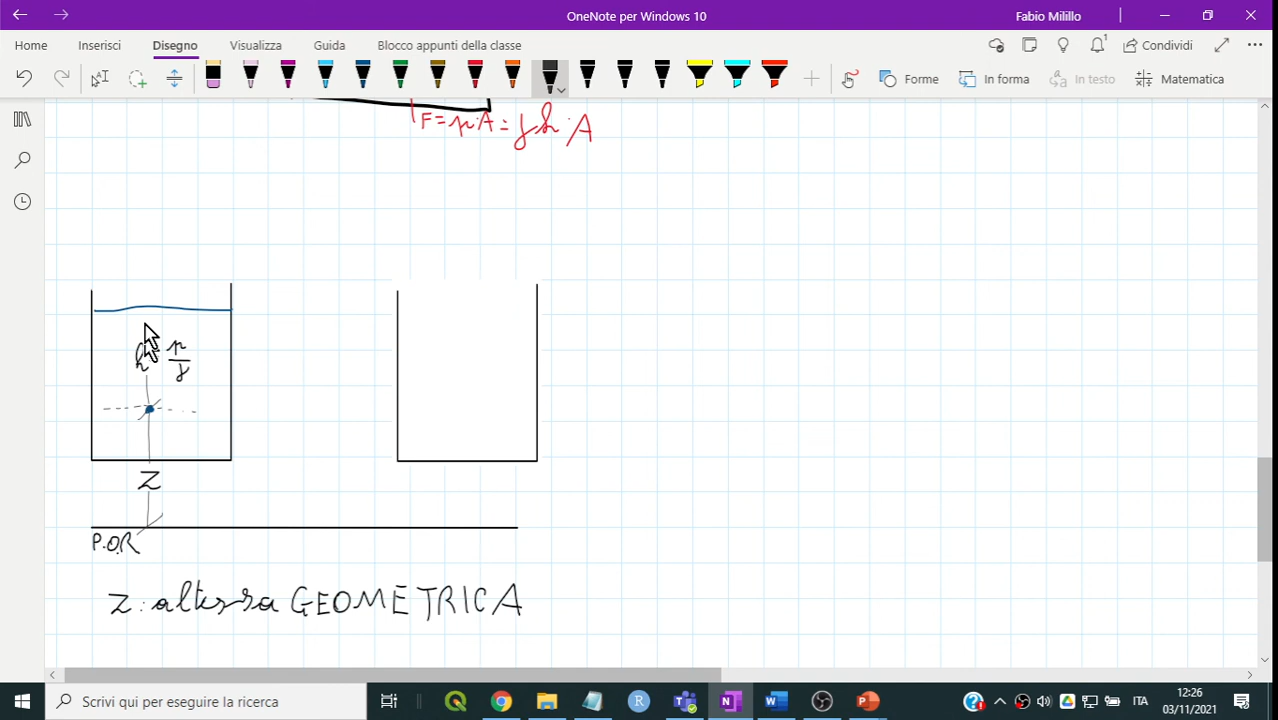 OneNote per Windows 10
Fabio Milillo
Home Inserisci Disegno Visualizza Guida Blocco appunti della classe Condividi
Forme In forma In testo Matematica
F = p·A = γh·A
h
p
γ
Z
P.O.R
z: altezza GEOMETRICA
Scrivi qui per eseguire la ricerca
ITA
12:26
03/11/2021